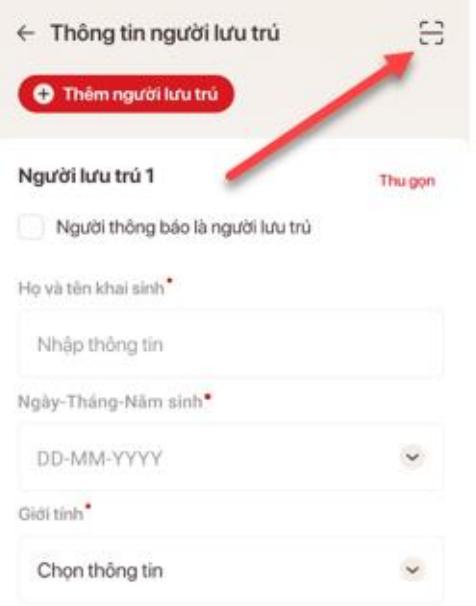 Thông tin người lưu trú
Thêm người lưu trú
Người lưu trú 1
Thu gọn
Người thông báo là người lưu trú
Họ và tên khai sinh*
Nhập thông tin
Ngày-Tháng-Năm sinh*
DD-MM-YYYY
Giới tính*
Chọn thông tin